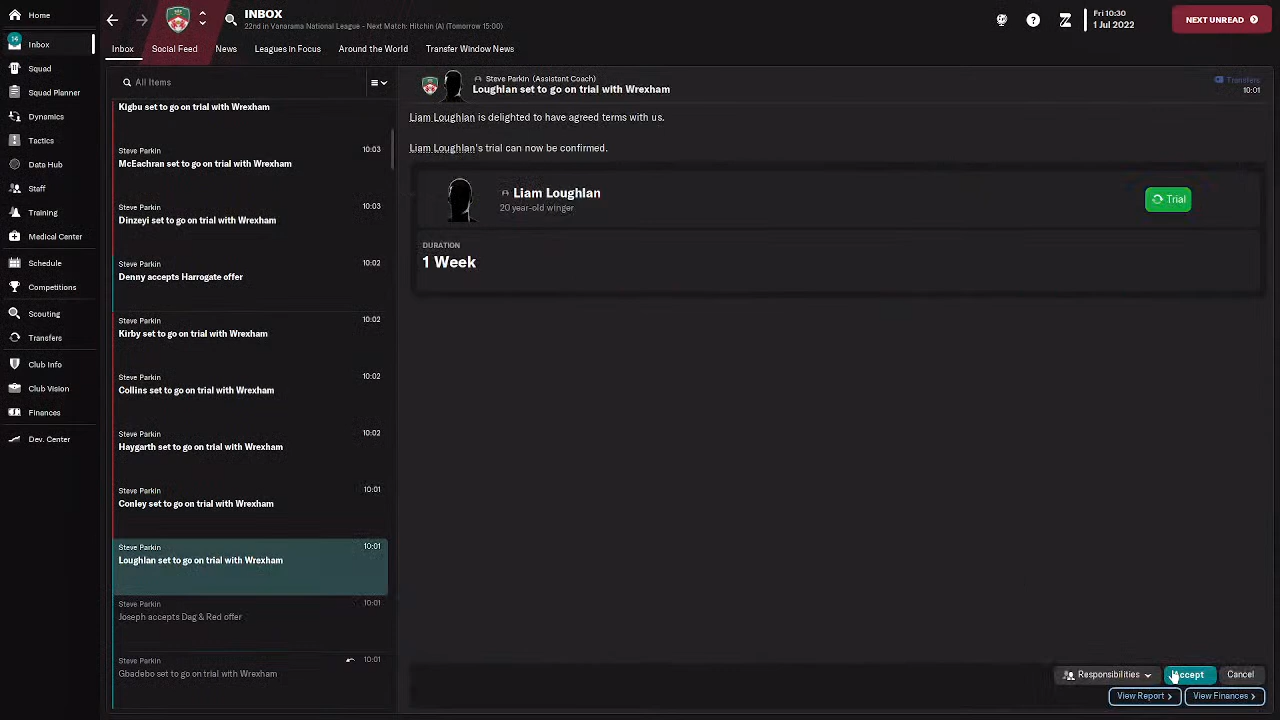 Home
Inbox
14
Squad
Squad Planner
Dynamics
Tactics
Data Hub
Staff
Training
Medical Center
Schedule
Competitions
Scouting
Transfers
Club Info
Club Vision
Finances
Dev. Center
INBOX
22nd in Vanarama National League - Next Match: Hitchin (A) (Tomorrow 15:00)
Fri 10:30
1 Jul 2022
NEXT UNREAD
Inbox
Social Feed
News
Leagues in Focus
Around the World
Transfer Window News
All Items
Kigbu set to go on trial with Wrexham
Steve Parkin 10:03
McEachran set to go on trial with Wrexham
Steve Parkin 10:03
Dinzeyi set to go on trial with Wrexham
Steve Parkin 10:02
Denny accepts Harrogate offer
Steve Parkin 10:02
Kirby set to go on trial with Wrexham
Steve Parkin 10:02
Collins set to go on trial with Wrexham
Steve Parkin 10:02
Haygarth set to go on trial with Wrexham
Steve Parkin 10:01
Conley set to go on trial with Wrexham
Steve Parkin 10:01
Loughlan set to go on trial with Wrexham
Steve Parkin 10:01
Joseph accepts Dag & Red offer
Steve Parkin 10:01
Gbadebo set to go on trial with Wrexham
Steve Parkin (Assistant Coach)
Loughlan set to go on trial with Wrexham
Transfers
10:01
Liam Loughlan is delighted to have agreed terms with us.
Liam Loughlan's trial can now be confirmed.
Liam Loughlan
20 year-old winger
Trial
DURATION
1 Week
Responsibilities
Accept
Cancel
View Report
View Finances